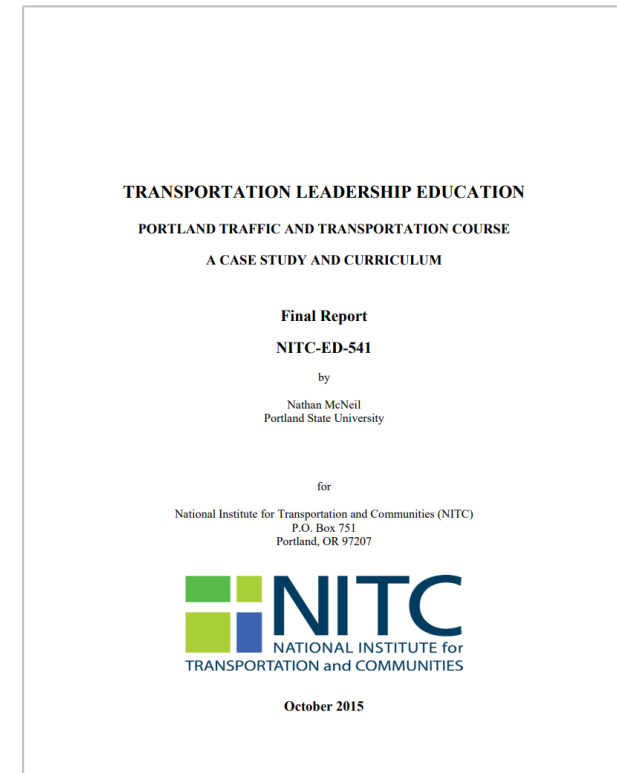 TRANSPORTATION LEADERSHIP EDUCATION
PORTLAND TRAFFIC AND TRANSPORTATION COURSE
A CASE STUDY AND CURRICULUM
Final Report
NITC-ED-541
by
Nathan McNeil
Portland State University
for
National Institute for Transportation and Communities (NITC)
P.O. Box 751
Portland, OR 97207
NITC
NATIONAL INSTITUTE for
TRANSPORTATION and COMMUNITIES
October 2015